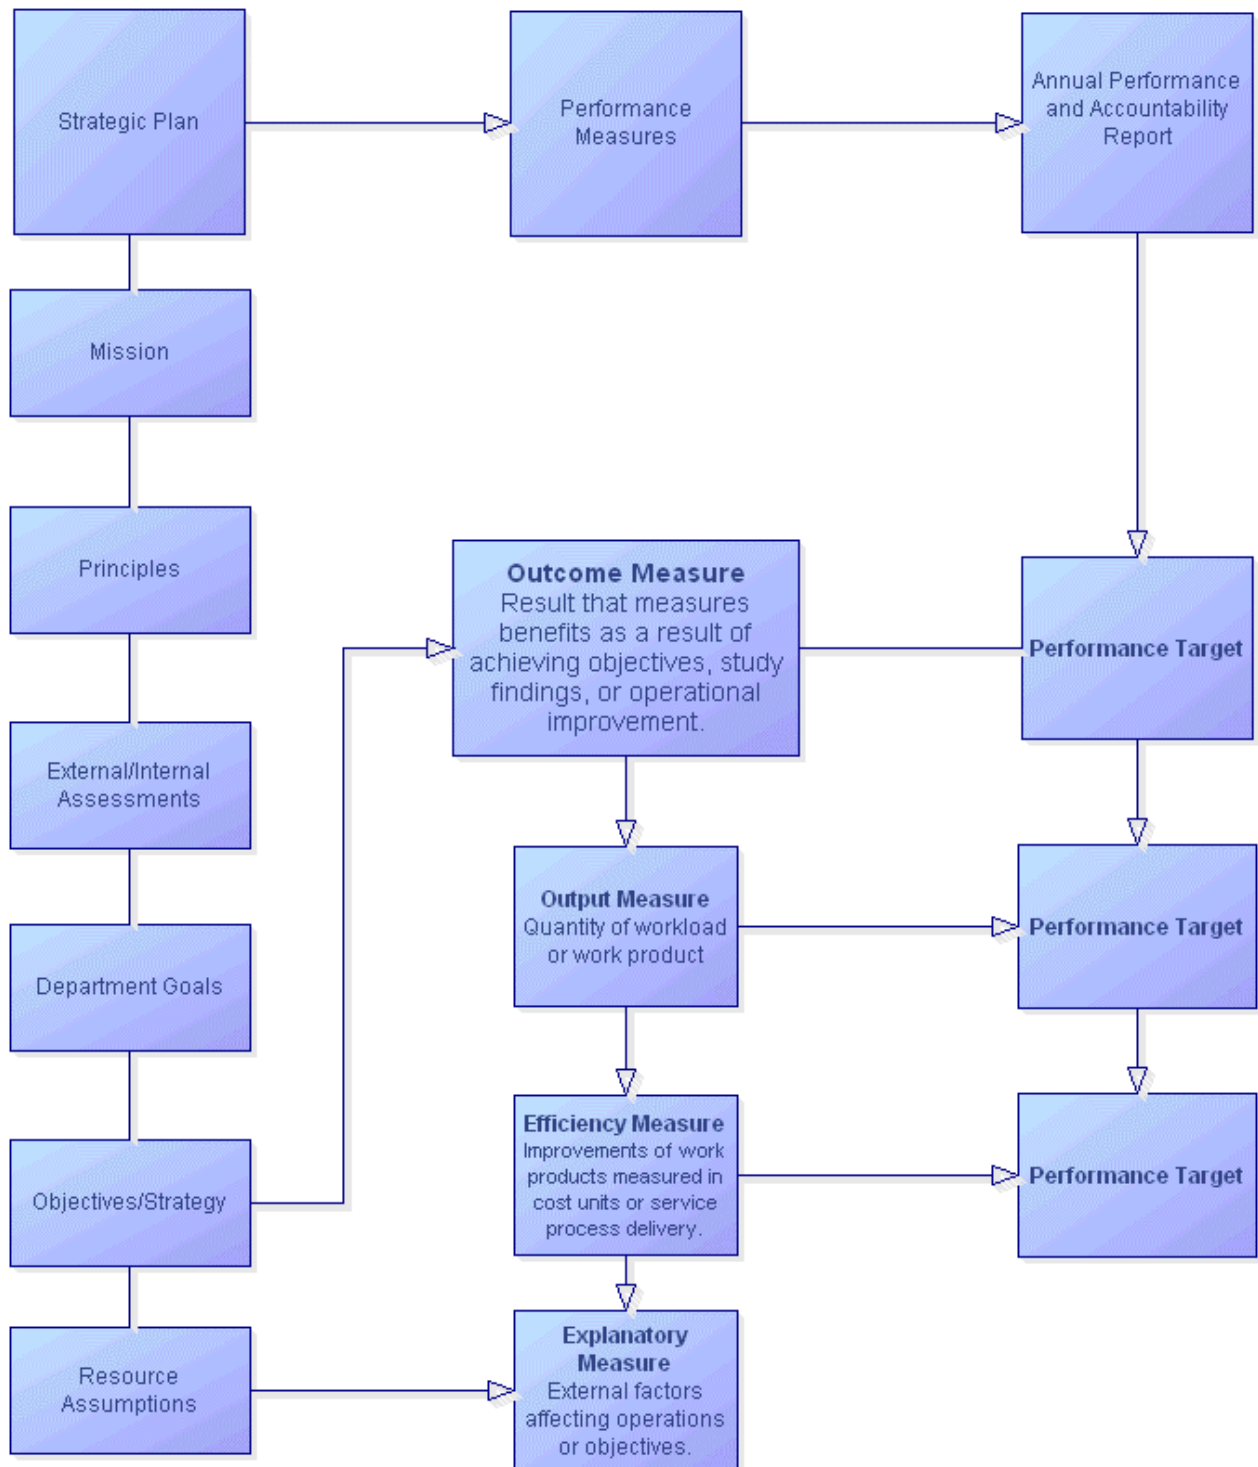 Strategic Plan
Performance
Measures
Annual Performance
and Accountability
Report
Mission
Principles
Outcome Measure
Result that measures
benefits as a result of
achieving objectives, study
findings, or operational
improvement.
Performance Target
External/Internal
Assessments
Output Measure
Quantity of workload
or work product
Performance Target
Department Goals
Efficiency Measure
Improvements of work
products measured in
cost units or service
process delivery.
Performance Target
Objectives/Strategy
Resource
Assumptions
Explanatory
Measure
External factors
affecting operations
or objectives.